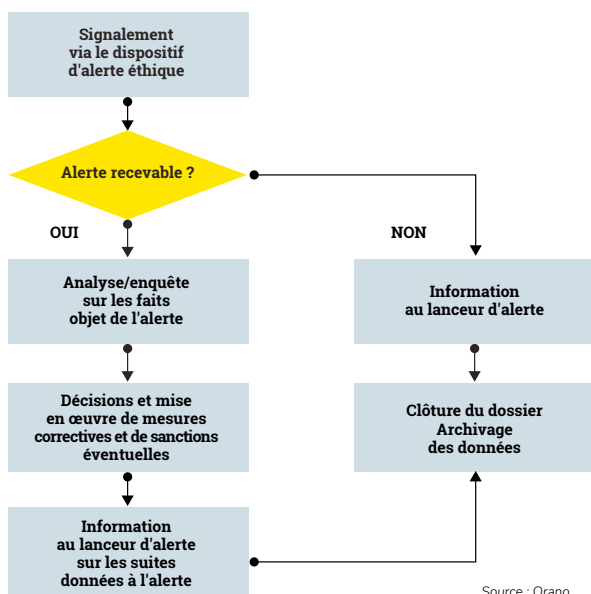 Signalement
via le dispositif
d'alerte éthique
Alerte recevable ?
OUI
NON
Analyse/enquête
sur les faits
objet de l'alerte
Information
au lanceur d'alerte
Décisions et mise
en œuvre de mesures
correctives et de sanctions
éventuelles
Clôture du dossier
Archivage
des données
Information
au lanceur d'alerte
sur les suites
données à l'alerte
Source : Orano